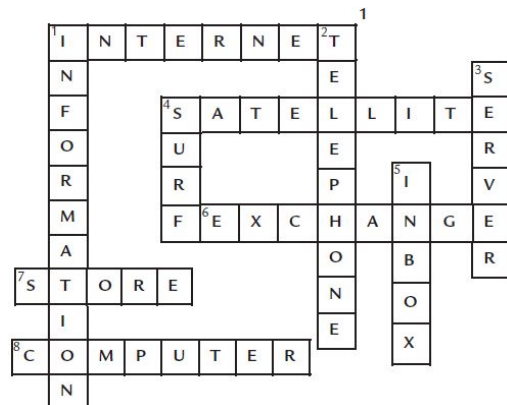 1
1 I N T E R N E 2 T
N E 3 S
F 4 S A T E L L I T E
O U E R
R R P 5 I V
M F 6 E X C H A N G E
A O B R
7 S T O R E N O
I E X
8 C O M P U T E R
N